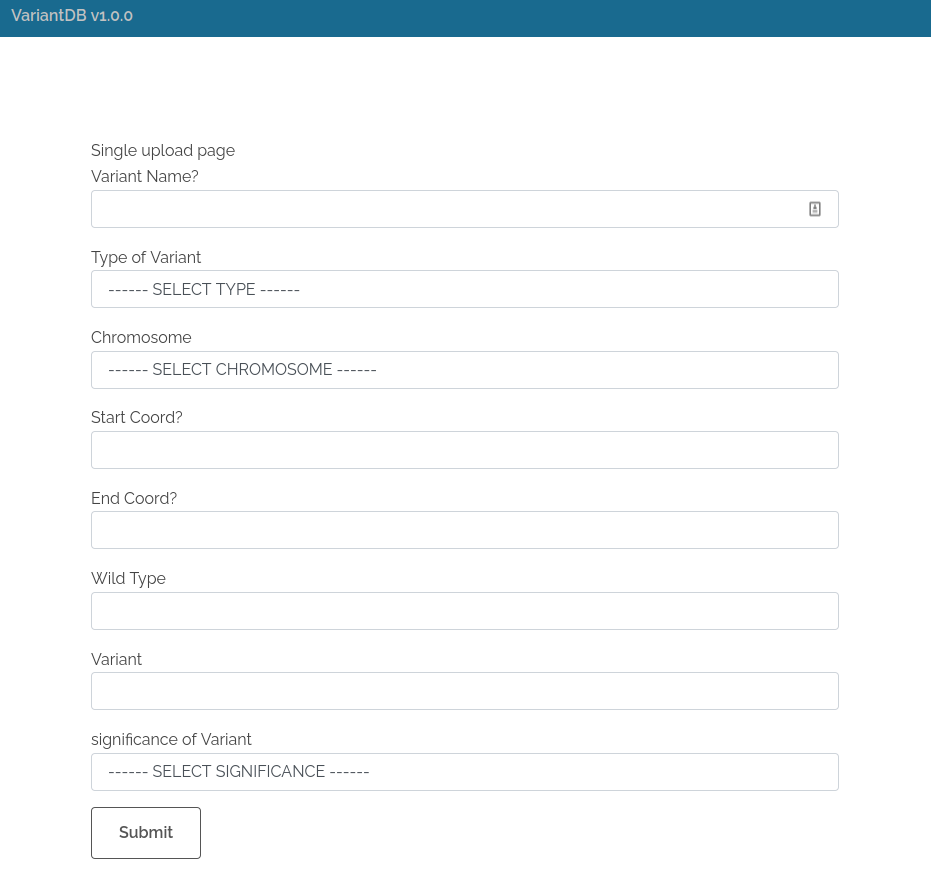 VariantDB v1.0.0
Single upload page
Variant Name?
Type of Variant
------ SELECT TYPE ------
Chromosome
------ SELECT CHROMOSOME ------
Start Coord?
End Coord?
Wild Type
Variant
significance of Variant
------ SELECT SIGNIFICANCE ------
Submit